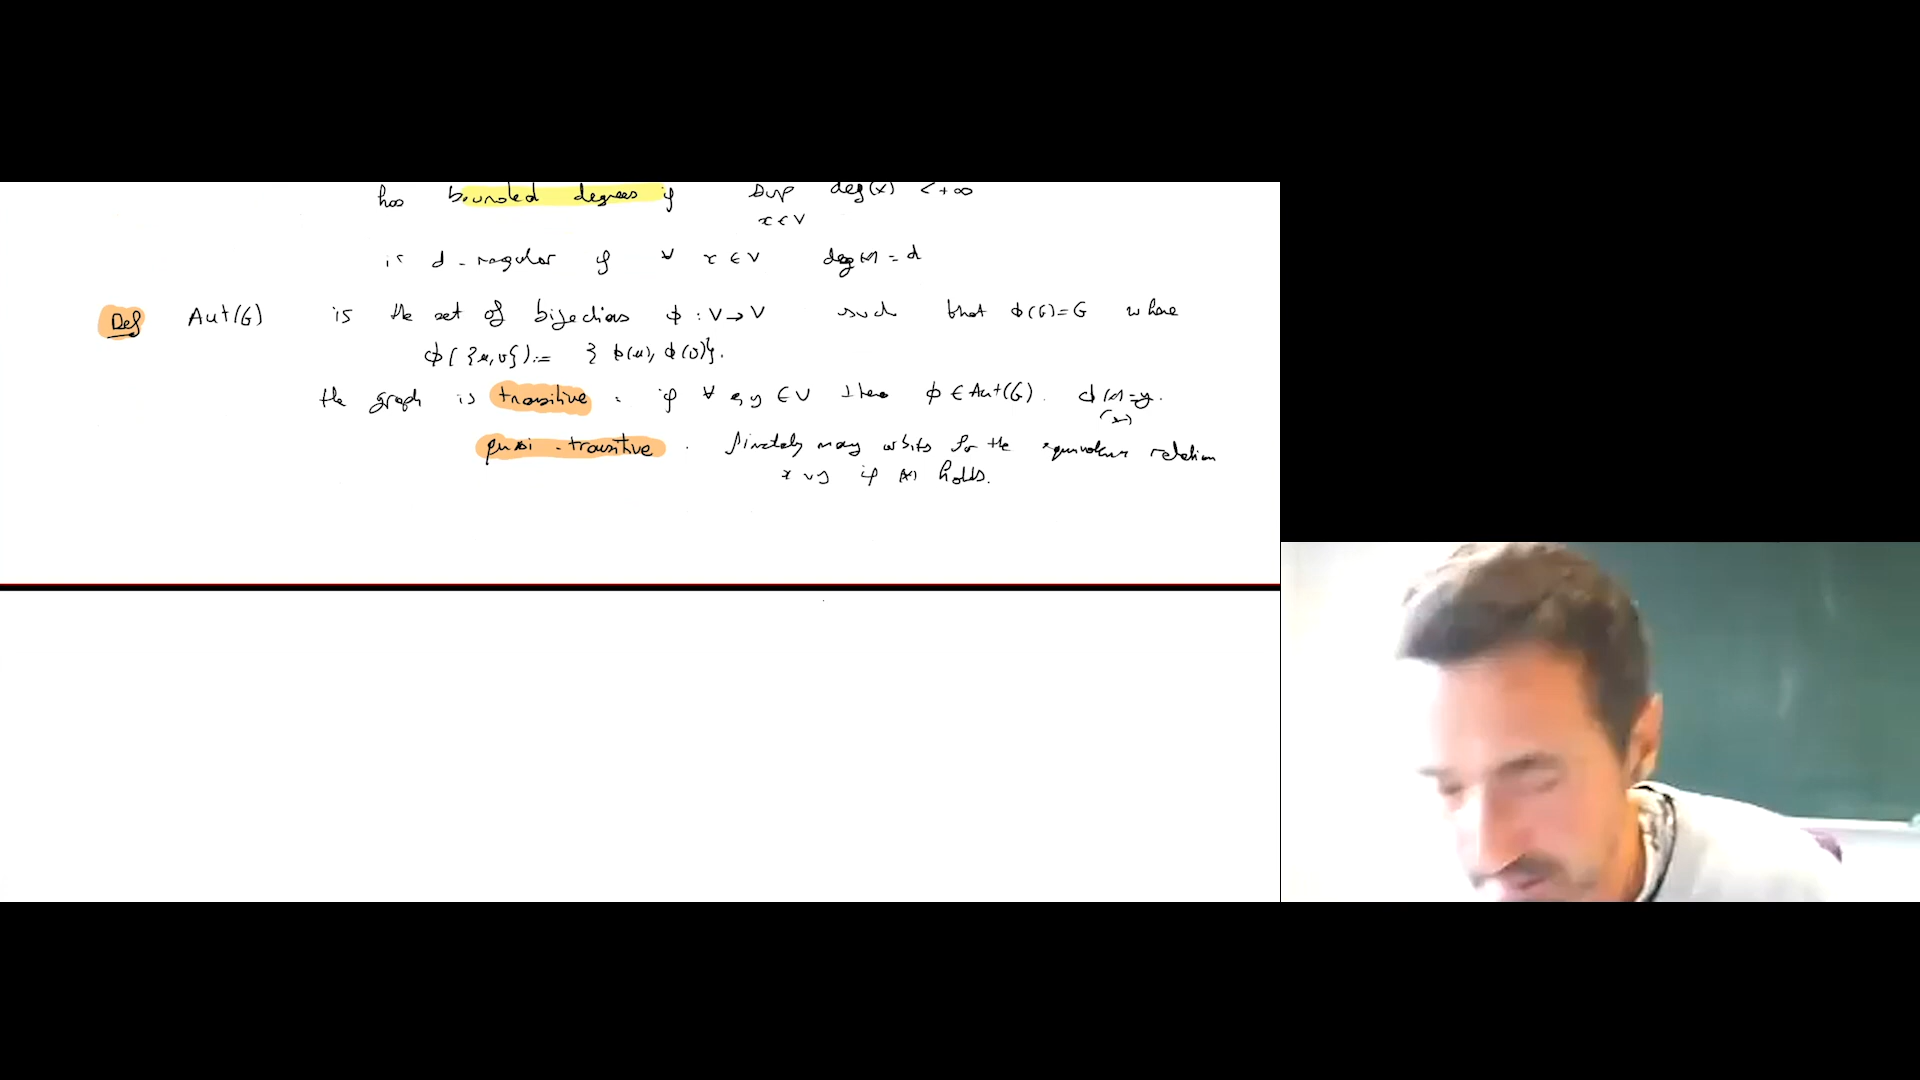 has bounded degrees if sup deg(x) < +∞
x∈V
is d-regular if ∀ x ∈ V deg(x) = d
Def Aut(G) is the set of bijections ϕ : V → V such that ϕ(G)=G where
ϕ({u,v}) := {ϕ(u), ϕ(v)}.
the graph is transitive : if ∀ x,y ∈ V there ϕ ∈ Aut(G). ϕ(x)=y.
(*)
quasi-transitive . finitely many orbits for the equivalence relation
x ~ y if (*) holds.